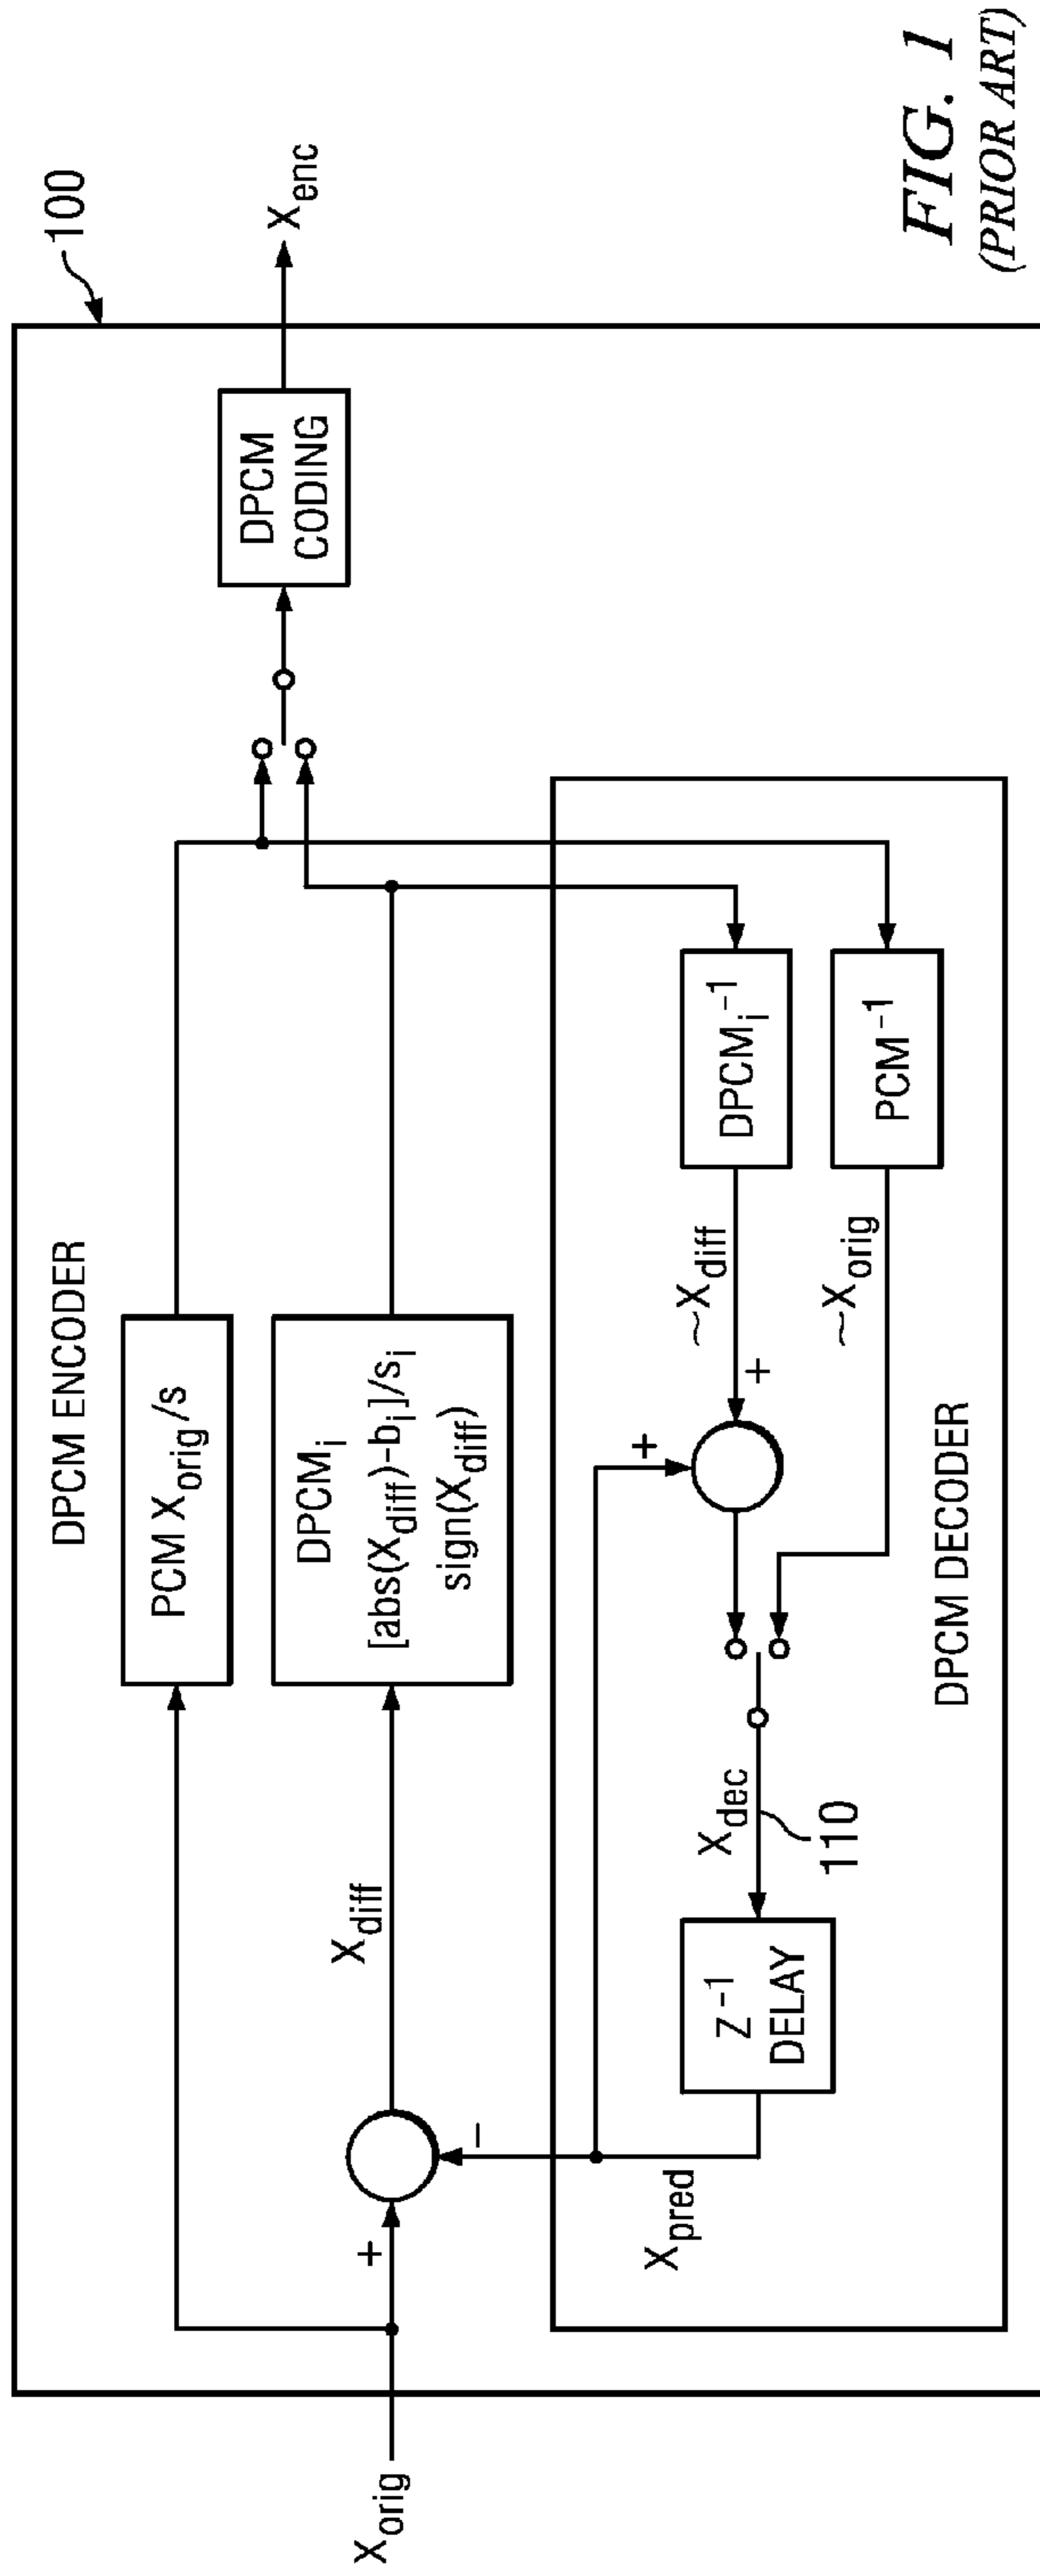 100
DPCM ENCODER
PCM X_orig/s
DPCM_i
[abs(X_diff)-b_i]/s_i
sign(X_diff)
DPCM
CODING
X_enc
X_orig
+
−
X_diff
X_pred
Z⁻¹
DELAY
X_dec
110
+
+
~X_diff
~X_orig
DPCM_i⁻¹
PCM⁻¹
DPCM DECODER
FIG. 1
(PRIOR ART)